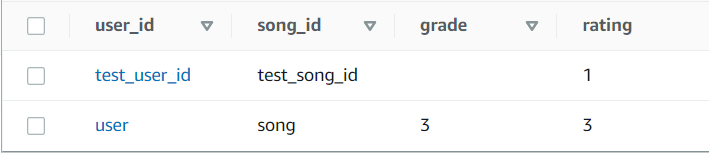 user_id song_id grade rating
test_user_id test_song_id 1
user song 3 3